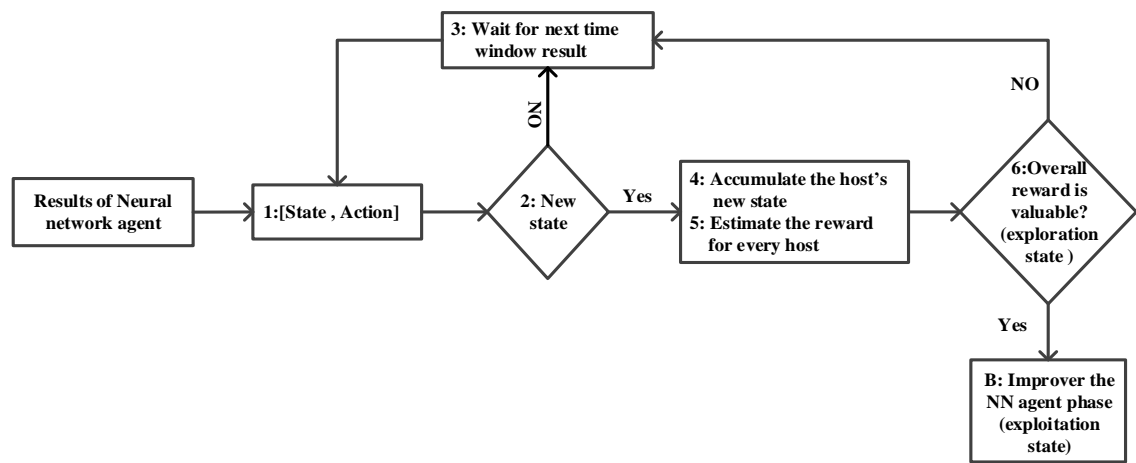 3: Wait for next time
window result
NO
NO
Results of Neural
network agent
1:[State , Action]
2: New
state
Yes
4: Accumulate the host's
new state
5: Estimate the reward
for every host
6:Overall
reward is
valuable?
(exploration
state )
Yes
B: Improver the
NN agent phase
(exploitation
state)